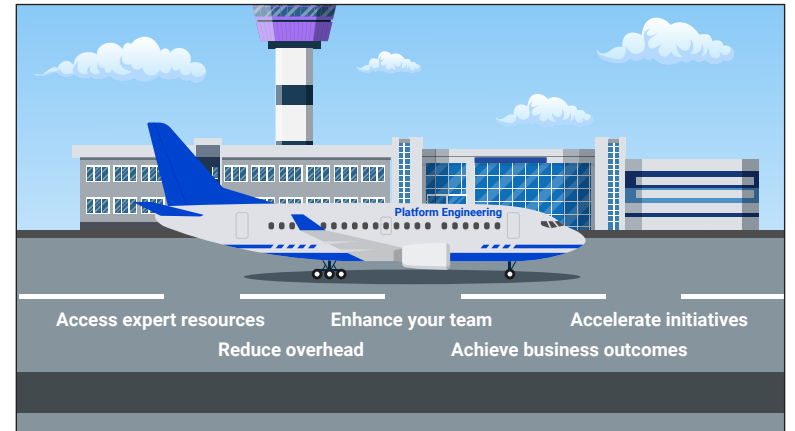 Platform Engineering
Access expert resources Enhance your team Accelerate initiatives
Reduce overhead Achieve business outcomes